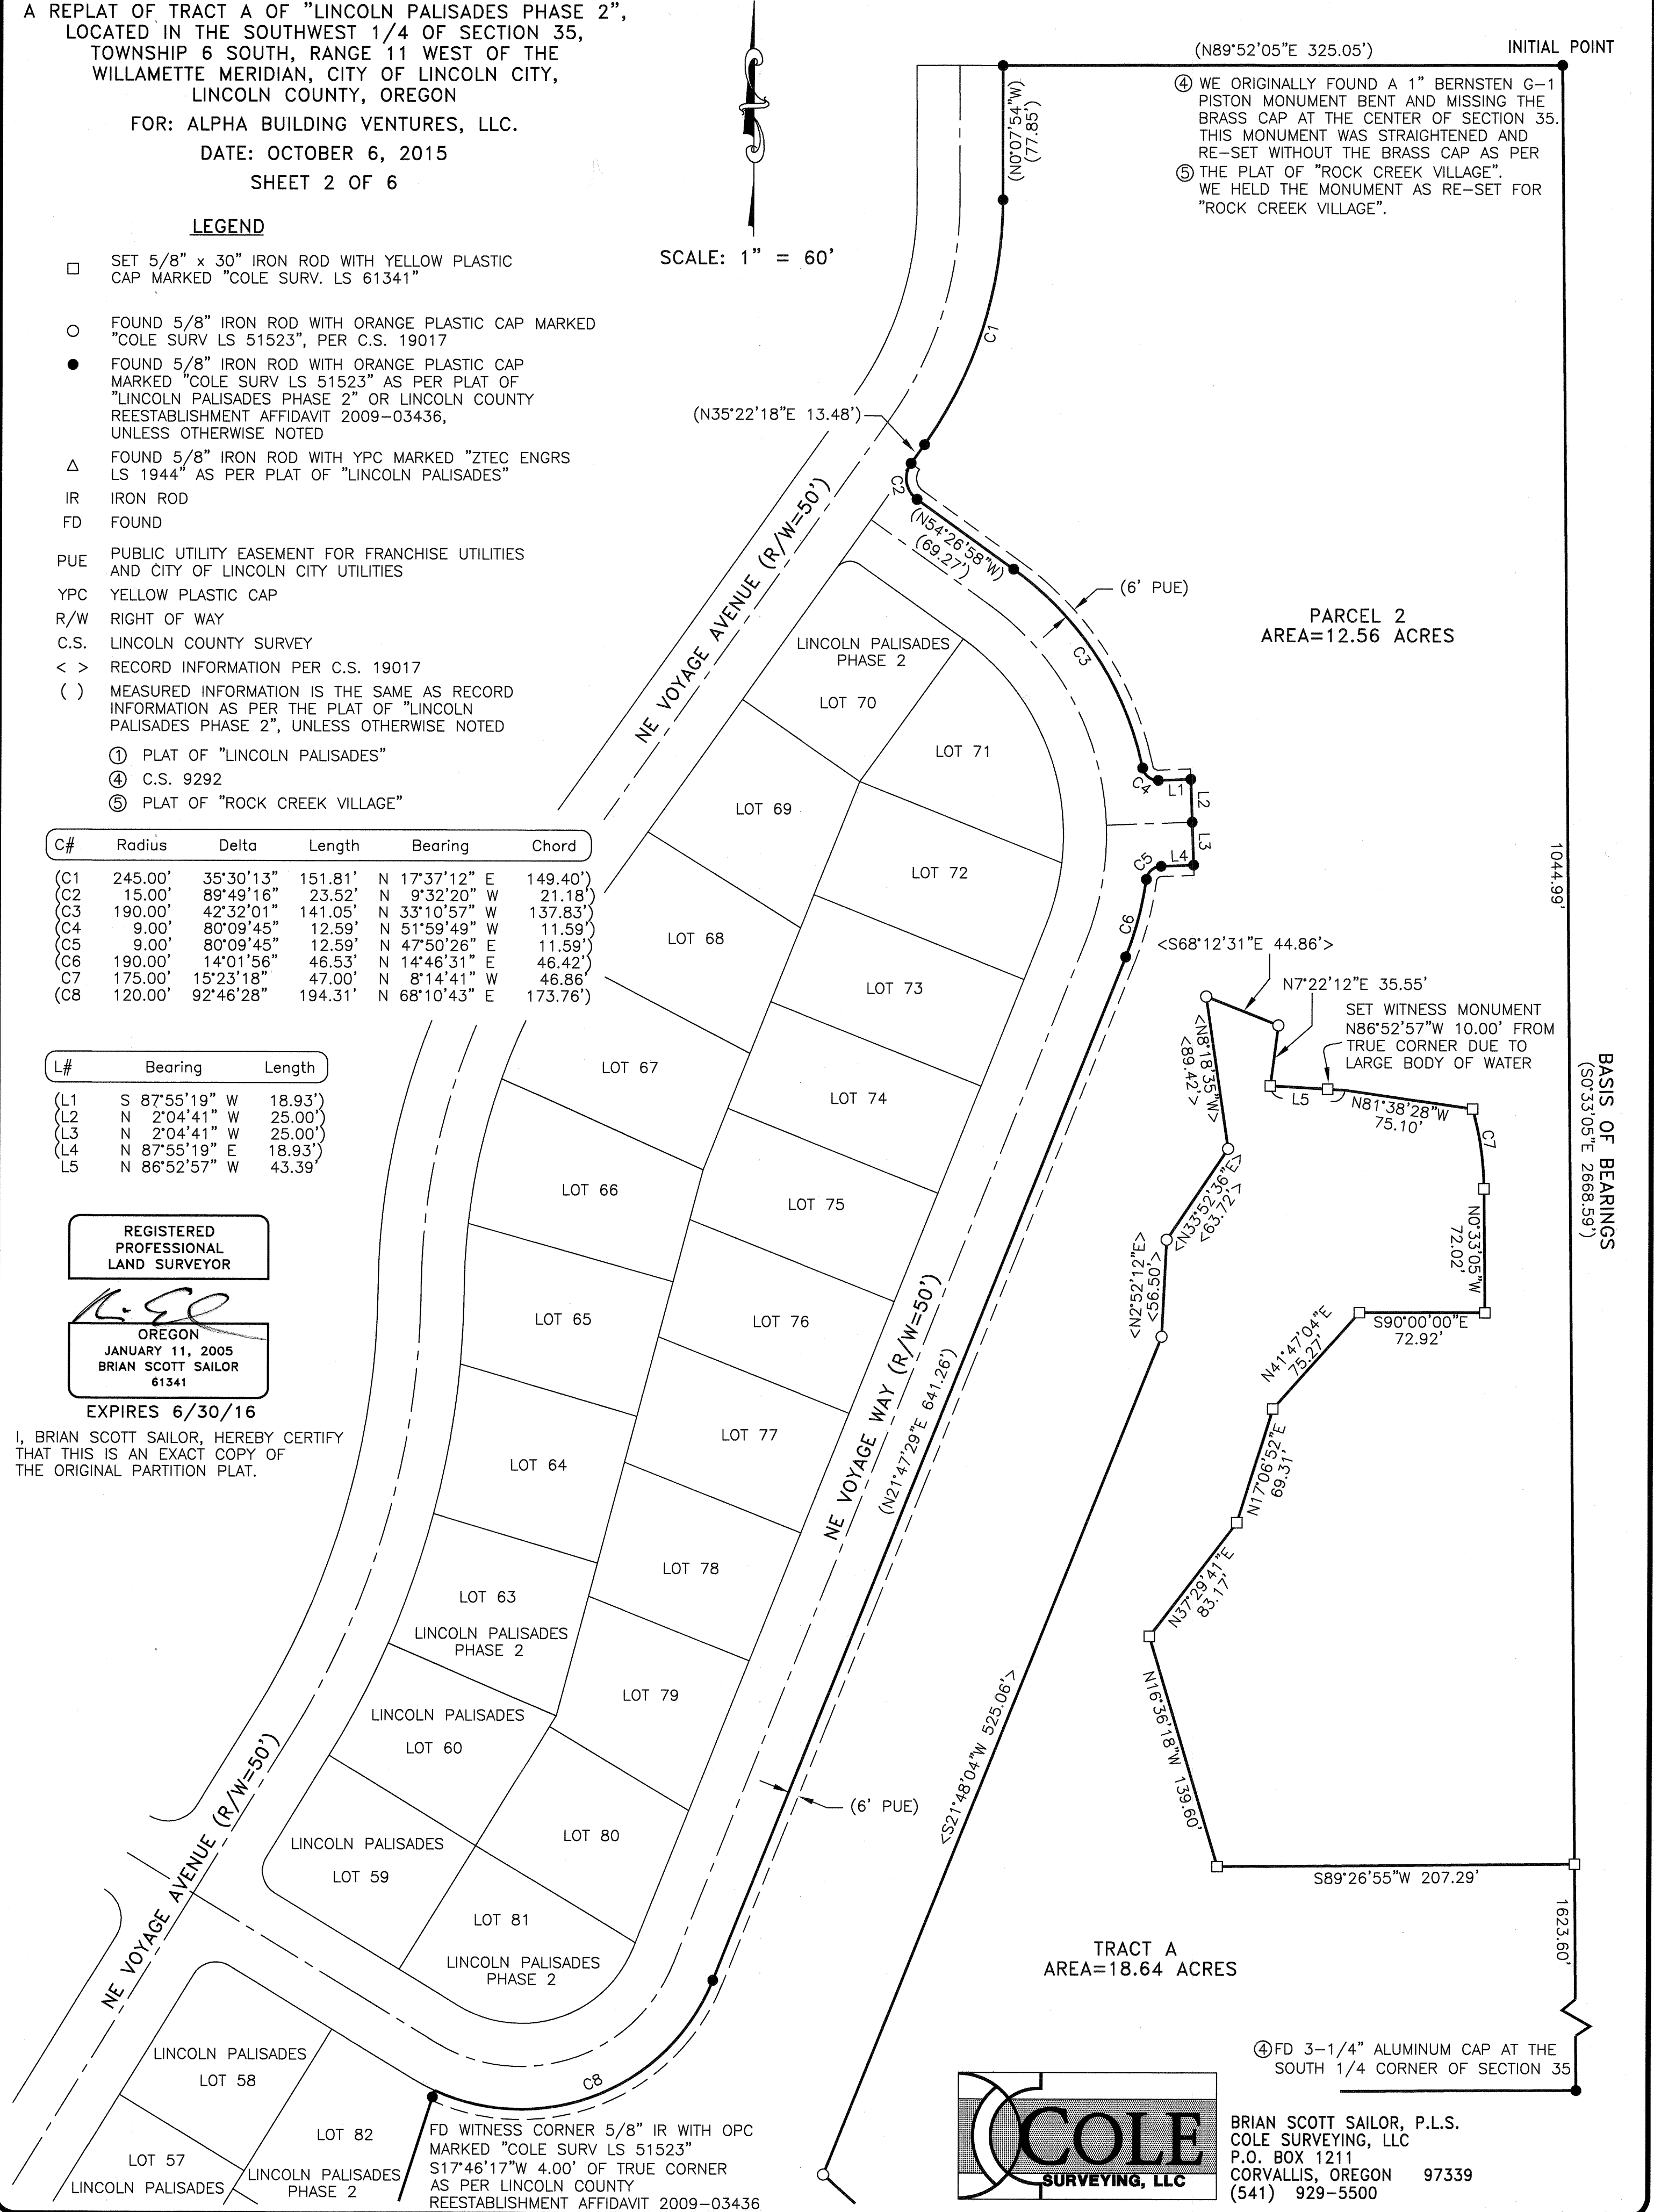 A REPLAT OF TRACT A OF "LINCOLN PALISADES PHASE 2",
LOCATED IN THE SOUTHWEST 1/4 OF SECTION 35,
TOWNSHIP 6 SOUTH, RANGE 11 WEST OF THE
WILLAMETTE MERIDIAN, CITY OF LINCOLN CITY,
LINCOLN COUNTY, OREGON
FOR: ALPHA BUILDING VENTURES, LLC.
DATE: OCTOBER 6, 2015
SHEET 2 OF 6
LEGEND
SET 5/8" x 30" IRON ROD WITH YELLOW PLASTIC
CAP MARKED "COLE SURV. LS 61341"
FOUND 5/8" IRON ROD WITH ORANGE PLASTIC CAP MARKED
"COLE SURV LS 51523", PER C.S. 19017
FOUND 5/8" IRON ROD WITH ORANGE PLASTIC CAP
MARKED "COLE SURV LS 51523" AS PER PLAT OF
"LINCOLN PALISADES PHASE 2" OR LINCOLN COUNTY
REESTABLISHMENT AFFIDAVIT 2009-03436,
UNLESS OTHERWISE NOTED
FOUND 5/8" IRON ROD WITH YPC MARKED "ZTEC ENGRS
LS 1944" AS PER PLAT OF "LINCOLN PALISADES"
IR IRON ROD
FD FOUND
PUE PUBLIC UTILITY EASEMENT FOR FRANCHISE UTILITIES
AND CITY OF LINCOLN CITY UTILITIES
YPC YELLOW PLASTIC CAP
R/W RIGHT OF WAY
C.S. LINCOLN COUNTY SURVEY
< > RECORD INFORMATION PER C.S. 19017
( ) MEASURED INFORMATION IS THE SAME AS RECORD
INFORMATION AS PER THE PLAT OF "LINCOLN
PALISADES PHASE 2", UNLESS OTHERWISE NOTED
① PLAT OF "LINCOLN PALISADES"
④ C.S. 9292
⑤ PLAT OF "ROCK CREEK VILLAGE"
C# Radius Delta Length Bearing Chord
(C1 245.00' 35°30'13" 151.81' N 17°37'12" E 149.40')
(C2 15.00' 89°49'16" 23.52' N 9°32'20" W 21.18')
(C3 190.00' 42°32'01" 141.05' N 33°10'57" W 137.83')
(C4 9.00' 80°09'45" 12.59' N 51°59'49" W 11.59')
(C5 9.00' 80°09'45" 12.59' N 47°50'26" E 11.59')
(C6 190.00' 14°01'56" 46.53' N 14°46'31" E 46.42')
C7 175.00' 15°23'18" 47.00' N 8°14'41" W 46.86'
(C8 120.00' 92°46'28" 194.31' N 68°10'43" E 173.76')
L# Bearing Length
(L1 S 87°55'19" W 18.93')
(L2 N 2°04'41" W 25.00')
(L3 N 2°04'41" W 25.00')
(L4 N 87°55'19" E 18.93')
L5 N 86°52'57" W 43.39'
REGISTERED
PROFESSIONAL
LAND SURVEYOR
OREGON
JANUARY 11, 2005
BRIAN SCOTT SAILOR
61341
EXPIRES 6/30/16
I, BRIAN SCOTT SAILOR, HEREBY CERTIFY
THAT THIS IS AN EXACT COPY OF
THE ORIGINAL PARTITION PLAT.
SCALE: 1" = 60'
(N89°52'05"E 325.05')
INITIAL POINT
(N0°07'54"W)
(77.85')
④ WE ORIGINALLY FOUND A 1" BERNSTEN G-1
PISTON MONUMENT BENT AND MISSING THE
BRASS CAP AT THE CENTER OF SECTION 35.
THIS MONUMENT WAS STRAIGHTENED AND
RE-SET WITHOUT THE BRASS CAP AS PER
⑤ THE PLAT OF "ROCK CREEK VILLAGE".
WE HELD THE MONUMENT AS RE-SET FOR
"ROCK CREEK VILLAGE".
C1
(N35°22'18"E 13.48')
C2
(N54°26'58"W)
(69.27')
(6' PUE)
C3
PARCEL 2
AREA=12.56 ACRES
NE VOYAGE AVENUE (R/W=50')
LINCOLN PALISADES
PHASE 2
LOT 70
LOT 71
C4
L1
L2
L3
L4
C5
C6
LOT 69
LOT 72
LOT 68
LOT 73
LOT 67
LOT 74
LOT 66
LOT 75
LOT 65
LOT 76
LOT 64
LOT 77
LOT 63
LINCOLN PALISADES
PHASE 2
LOT 78
LOT 79
LINCOLN PALISADES
LOT 60
LOT 80
LINCOLN PALISADES
LOT 59
LOT 81
LINCOLN PALISADES
PHASE 2
NE VOYAGE WAY (R/W=50')
(N21°47'29"E 641.26')
(6' PUE)
1044.99'
<S68°12'31"E 44.86'>
N7°22'12"E 35.55'
SET WITNESS MONUMENT
N86°52'57"W 10.00' FROM
TRUE CORNER DUE TO
LARGE BODY OF WATER
<N8°18'35"W>
<89.42'>
L5
N81°38'28"W
75.10'
C7
BASIS OF BEARINGS
(S0°33'05"E 2668.59')
<N33°52'36"E>
<63.72'>
<N2°52'12"E>
<56.50'>
N0°33'05"W
72.02'
S90°00'00"E
72.92'
N41°47'04"E
75.27'
N17°06'52"E
69.31'
N37°29'41"E
83.17'
N16°36'18"W 139.60'
<S21°48'04"W 525.06'>
S89°26'55"W 207.29'
1623.60'
TRACT A
AREA=18.64 ACRES
④FD 3-1/4" ALUMINUM CAP AT THE
SOUTH 1/4 CORNER OF SECTION 35
NE VOYAGE AVENUE (R/W=50')
NE VOYAGE AVENUE (R/W=50')
LINCOLN PALISADES
LOT 58
LOT 57
LINCOLN PALISADES
LOT 82
LINCOLN PALISADES
PHASE 2
C8
FD WITNESS CORNER 5/8" IR WITH OPC
MARKED "COLE SURV LS 51523"
S17°46'17"W 4.00' OF TRUE CORNER
AS PER LINCOLN COUNTY
REESTABLISHMENT AFFIDAVIT 2009-03436
COLE
SURVEYING, LLC
BRIAN SCOTT SAILOR, P.L.S.
COLE SURVEYING, LLC
P.O. BOX 1211
CORVALLIS, OREGON 97339
(541) 929-5500